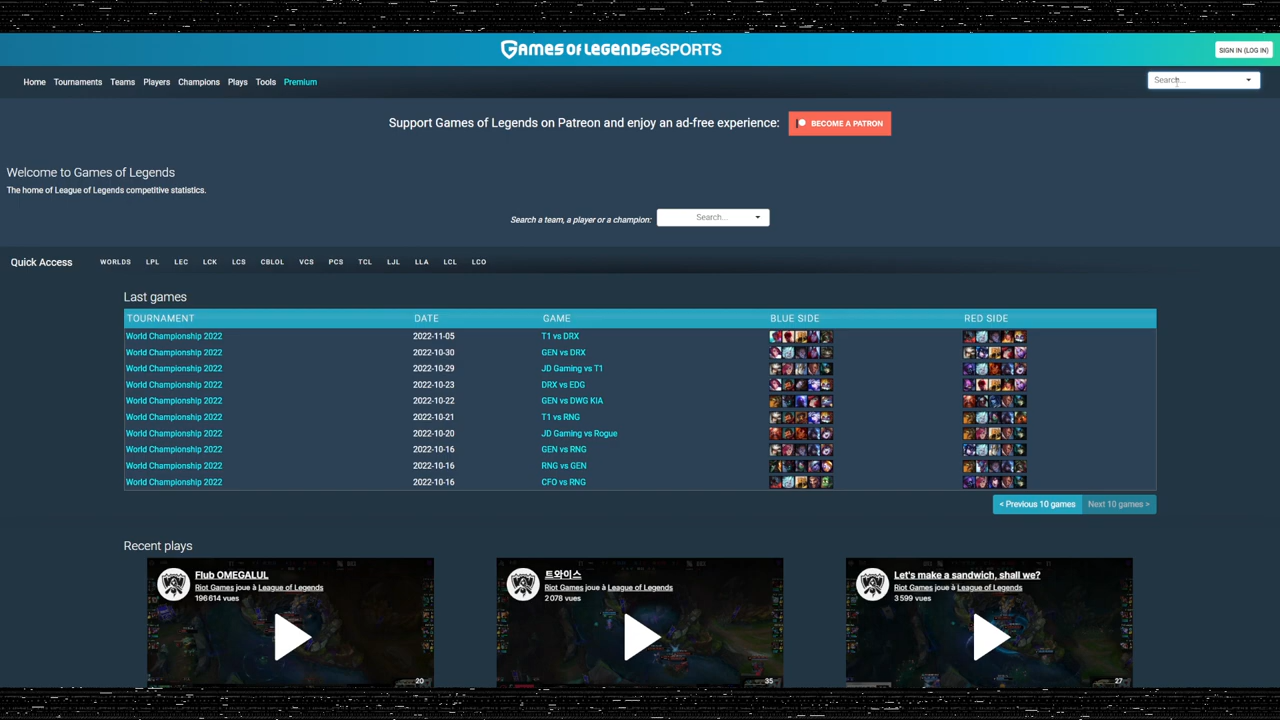 GAMES OF LEGENDS eSPORTS
SIGN IN (LOG IN)
Home Tournaments Teams Players Champions Plays Tools Premium
Search...
Support Games of Legends on Patreon and enjoy an ad-free experience: BECOME A PATRON
Welcome to Games of Legends
The home of League of Legends competitive statistics.
Search a team, a player or a champion: Search...
Quick Access WORLDS LPL LEC LCK LCS CBLOL VCS PCS TCL LJL LLA LCL LCO
Last games
TOURNAMENT DATE GAME BLUE SIDE RED SIDE
World Championship 2022 2022-11-05 T1 vs DRX
World Championship 2022 2022-10-30 GEN vs DRX
World Championship 2022 2022-10-29 JD Gaming vs T1
World Championship 2022 2022-10-23 DRX vs EDG
World Championship 2022 2022-10-22 GEN vs DWG KIA
World Championship 2022 2022-10-21 T1 vs RNG
World Championship 2022 2022-10-20 JD Gaming vs Rogue
World Championship 2022 2022-10-16 GEN vs RNG
World Championship 2022 2022-10-16 RNG vs GEN
World Championship 2022 2022-10-16 CFO vs RNG
< Previous 10 games Next 10 games >
Recent plays
Flub OMEGALUL
Riot Games joue à League of Legends
196 614 vues
20
트와이스
Riot Games joue à League of Legends
2 078 vues
35
Let's make a sandwich, shall we?
Riot Games joue à League of Legends
3 599 vues
27